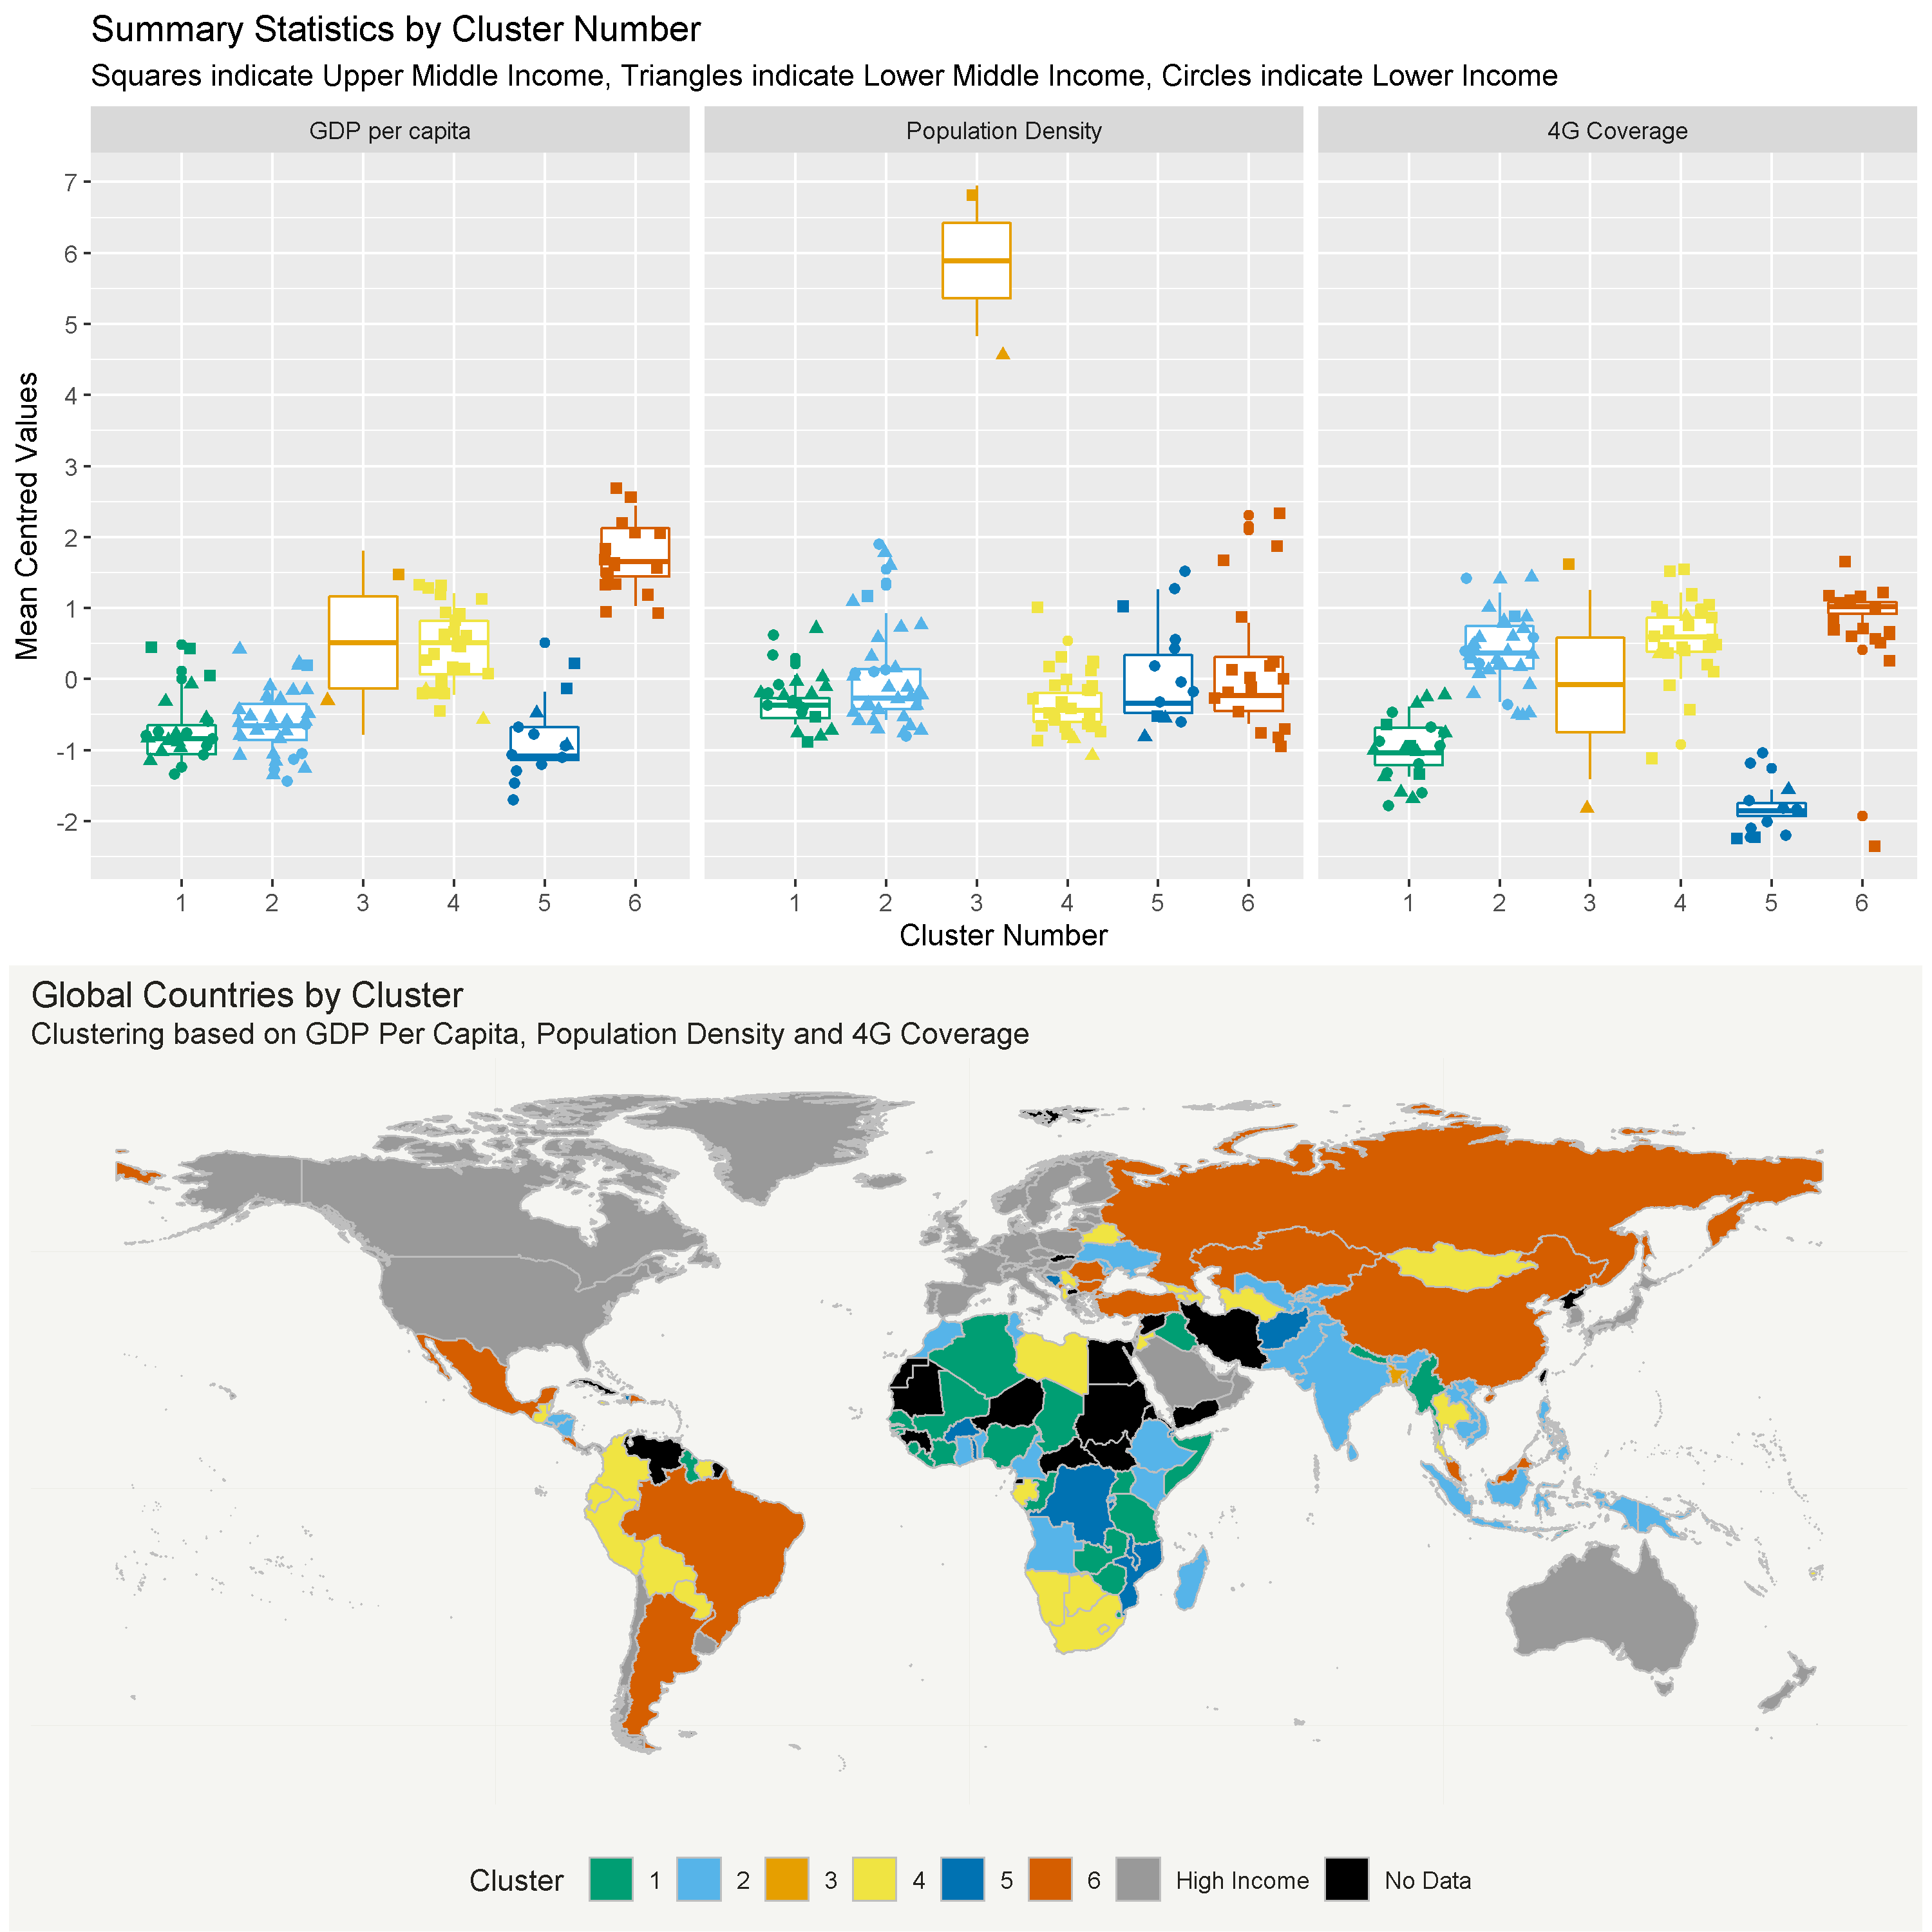 Summary Statistics by Cluster Number
Squares indicate Upper Middle Income, Triangles indicate Lower Middle Income, Circles indicate Lower Income
GDP per capita
Population Density
4G Coverage
Mean Centred Values
7
6
5
4
3
2
1
0
-1
-2
1 2 3 4 5 6
1 2 3 4 5 6
1 2 3 4 5 6
Cluster Number
Global Countries by Cluster
Clustering based on GDP Per Capita, Population Density and 4G Coverage
Cluster 1 2 3 4 5 6 High Income No Data